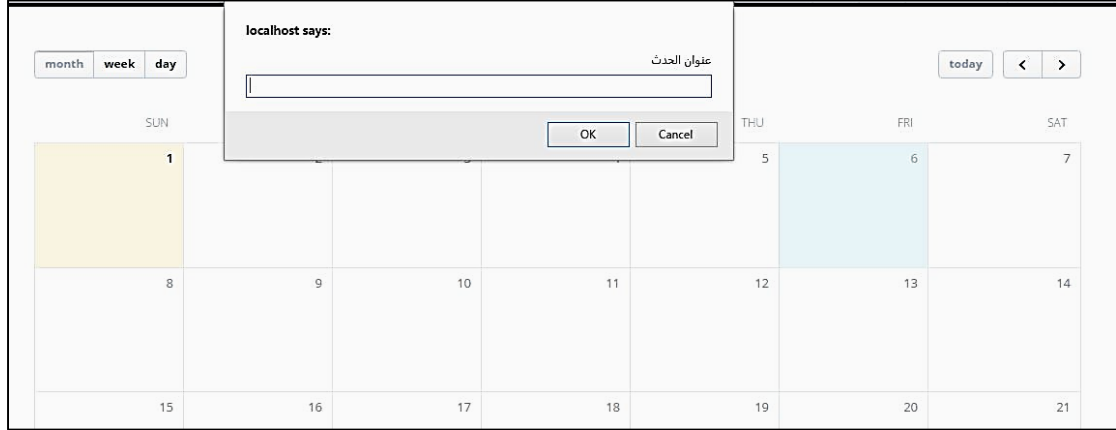 localhost says:
عنوان الحدث
OK Cancel
month week day
today < >
SUN THU FRI SAT
1 5 6 7
8 9 10 11 12 13 14
15 16 17 18 19 20 21